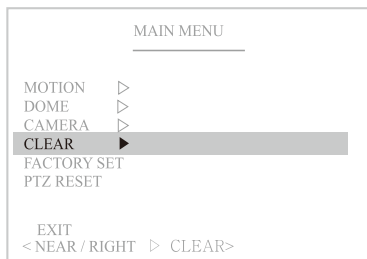 MAIN MENU
MOTION ▷
DOME ▷
CAMERA ▷
CLEAR ▶
FACTORY SET
PTZ RESET
EXIT
< NEAR / RIGHT ▷ CLEAR>